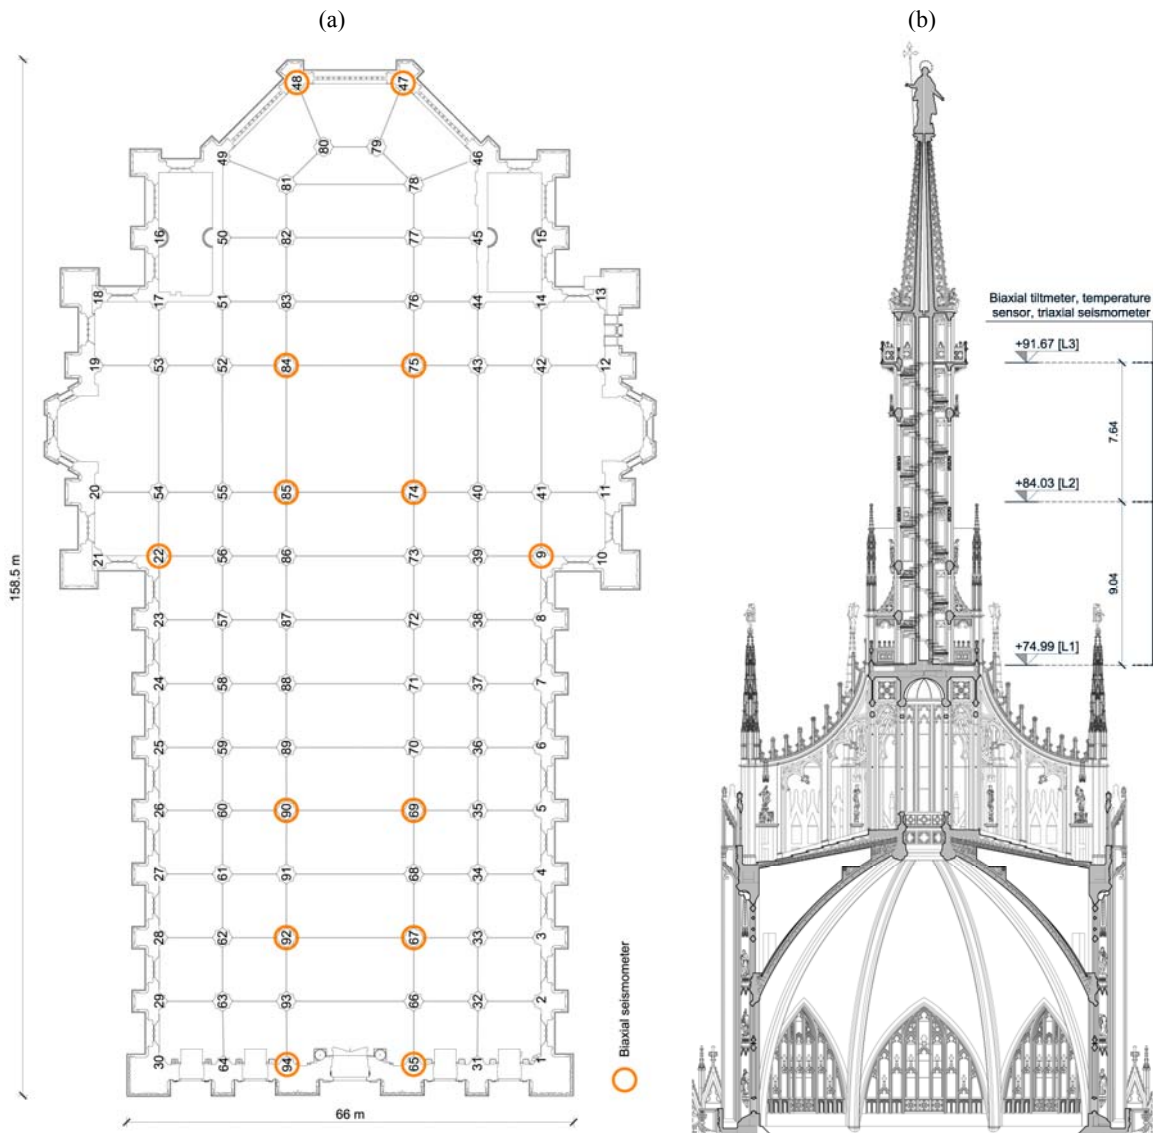 (a)
(b)
48 47
80 79
49 46
81 78
16 50 82 77 45 15
18 17 51 83 76 44 14 13
19 53 52 84 75 43 42 12
20 54 55 85 74 40 41 11
21 22 56 86 73 39 9 10
23 57 87 72 38 8
24 58 88 71 37 7
25 59 89 70 36 6
26 60 90 69 35 5
27 61 91 68 34 4
28 62 92 67 33 3
29 63 93 66 32 2
30 64 94 65 31 1
158.5 m
66 m
Biaxial seismometer
Biaxial tiltmeter, temperature
sensor, triaxial seismometer
+91.67 [L3]
7.64
+84.03 [L2]
9.04
+74.99 [L1]